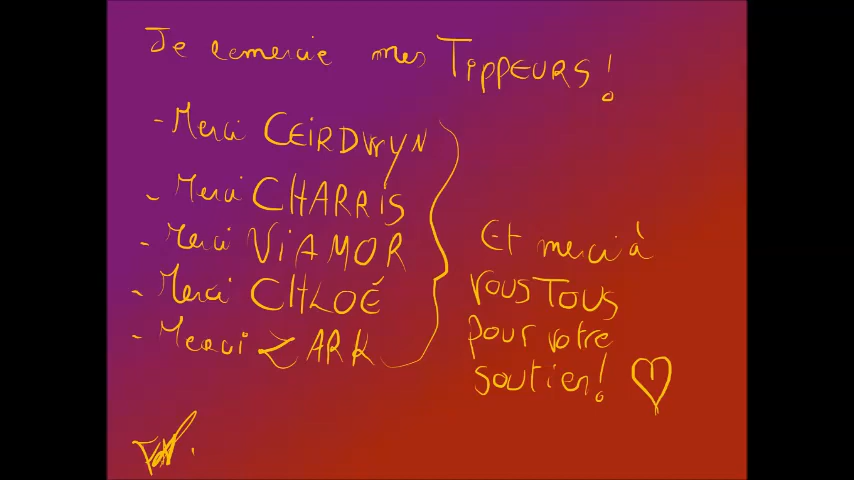 Je remercie mes TiPPEURS !
- Merci CEiRDWYN
- Merci CHARRiS
- Merci ViAMOR
- Merci CHLOÉ
- Merci ZARK
Et merci à
vous TOUS
pour votre
soutien !